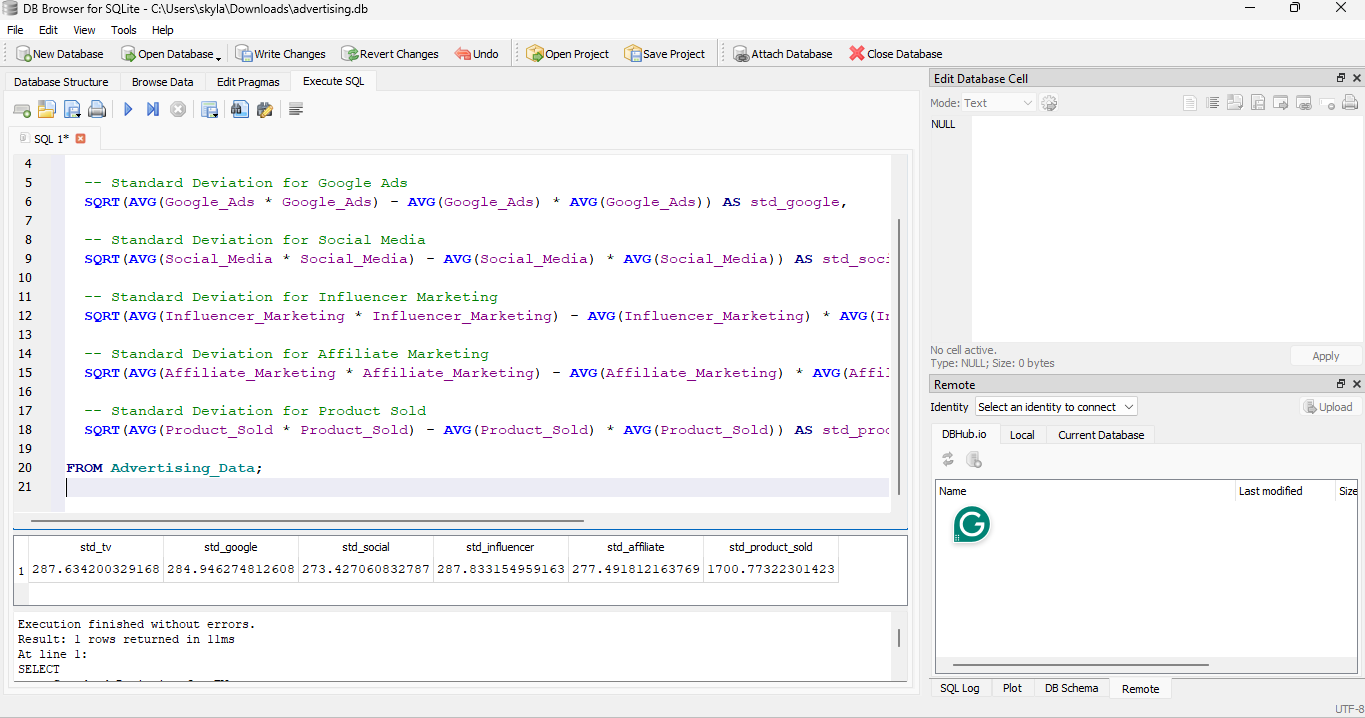 DB Browser for SQLite - C:\Users\skyla\Downloads\advertising.db
File Edit View Tools Help
New Database Open Database Write Changes Revert Changes Undo Open Project Save Project Attach Database Close Database
Database Structure Browse Data Edit Pragmas Execute SQL
SQL 1*
4
5 -- Standard Deviation for Google Ads
6 SQRT(AVG(Google_Ads * Google_Ads) - AVG(Google_Ads) * AVG(Google_Ads)) AS std_google,
7
8 -- Standard Deviation for Social Media
9 SQRT(AVG(Social_Media * Social_Media) - AVG(Social_Media) * AVG(Social_Media)) AS std_soci
10
11 -- Standard Deviation for Influencer Marketing
12 SQRT(AVG(Influencer_Marketing * Influencer_Marketing) - AVG(Influencer_Marketing) * AVG(In
13
14 -- Standard Deviation for Affiliate Marketing
15 SQRT(AVG(Affiliate_Marketing * Affiliate_Marketing) - AVG(Affiliate_Marketing) * AVG(Affil
16
17 -- Standard Deviation for Product Sold
18 SQRT(AVG(Product_Sold * Product_Sold) - AVG(Product_Sold) * AVG(Product_Sold)) AS std_proc
19
20 FROM Advertising_Data;
21
std_tv std_google std_social std_influencer std_affliate std_product_sold
1 287.634200329168 284.946274812608 273.427060832787 287.833154959163 277.491812163769 1700.77322301423
Execution finished without errors.
Result: 1 rows returned in 11ms
At line 1:
SELECT
Edit Database Cell
Mode: Text
NULL
No cell active.
Type: NULL; Size: 0 bytes
Apply
Remote
Identity Select an identity to connect Upload
DBHub.io Local Current Database
Name Last modified Size
G
SQL Log Plot DB Schema Remote
UTF-8